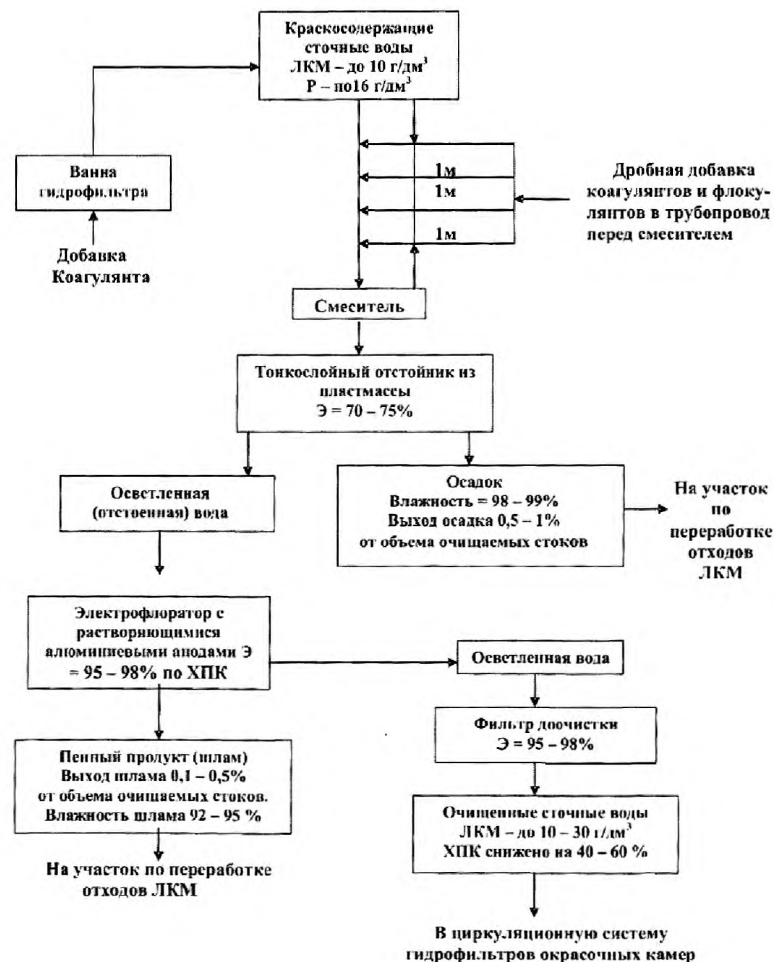 Краскосодержащие
сточные воды
ЛКМ – до 10 г/дм³
Р – по16 г/дм³
Ванна
гидрофильтра
Добавка
Коагулянта
1м
1м
1м
Дробная добавка
коагулянтов и флоку-
лянтов в трубопровод
перед смесителем
Смеситель
Тонкослойный отстойник из
пластмассы
Э = 70 – 75%
Осветленная
(отстоенная) вода
Осадок
Влажность = 98 – 99%
Выход осадка 0,5 – 1%
от объема очищаемых стоков
На участок
по
переработке
отходов
ЛКМ
Электрофлоратор с
растворяющимися
алюминиевыми анодами Э
= 95 – 98% по ХПК
Осветленная вода
Фильтр доочистки
Э = 95 – 98%
Пенный продукт (шлам)
Выход шлама 0,1 – 0,5%
от объема очищаемых стоков.
Влажность шлама 92 – 95 %
Очищенные сточные воды
ЛКМ – до 10 – 30 г/дм³
ХПК снижено на 40 – 60 %
На участок по переработке
отходов ЛКМ
В циркуляционную систему
гидрофильтров окрасочных камер